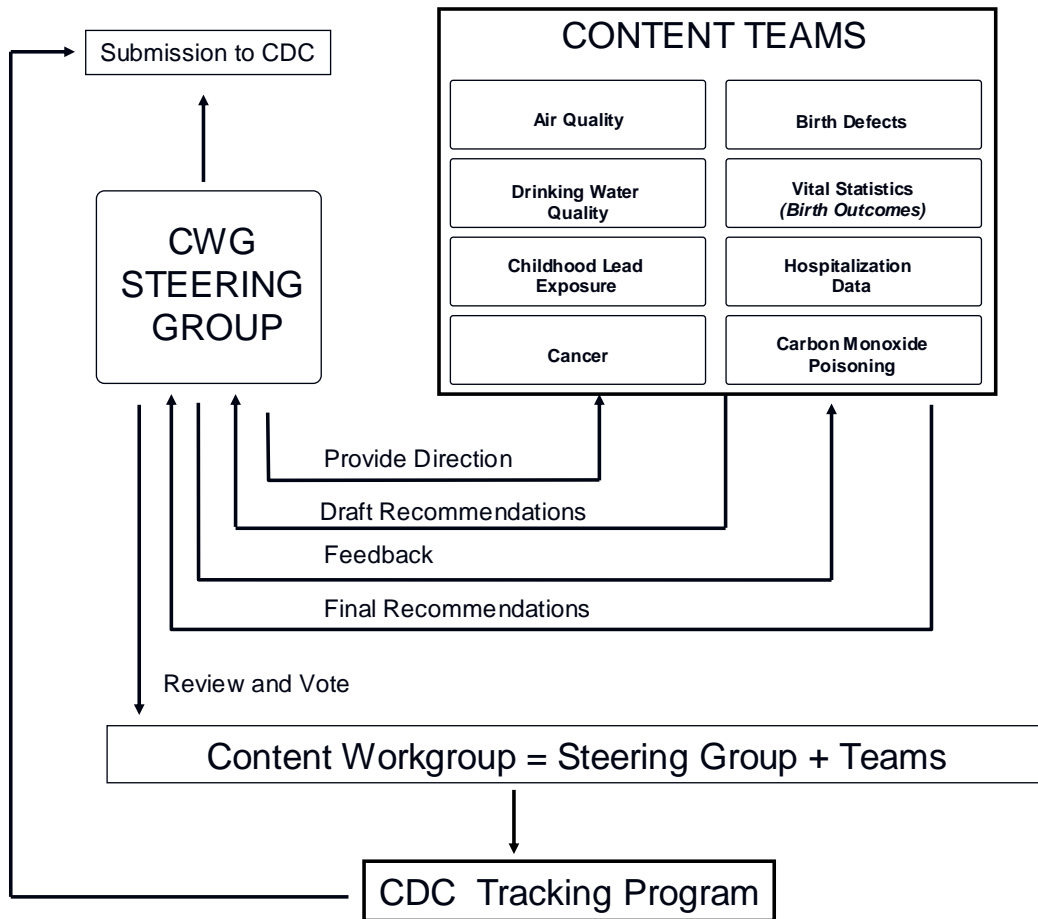 Submission to CDC
CWG
STEERING
GROUP
CONTENT TEAMS
Air Quality
Birth Defects
Drinking Water
Quality
Vital Statistics
(Birth Outcomes)
Childhood Lead
Exposure
Hospitalization
Data
Cancer
Carbon Monoxide
Poisoning
Provide Direction
Draft Recommendations
Feedback
Final Recommendations
Review and Vote
Content Workgroup = Steering Group + Teams
CDC Tracking Program